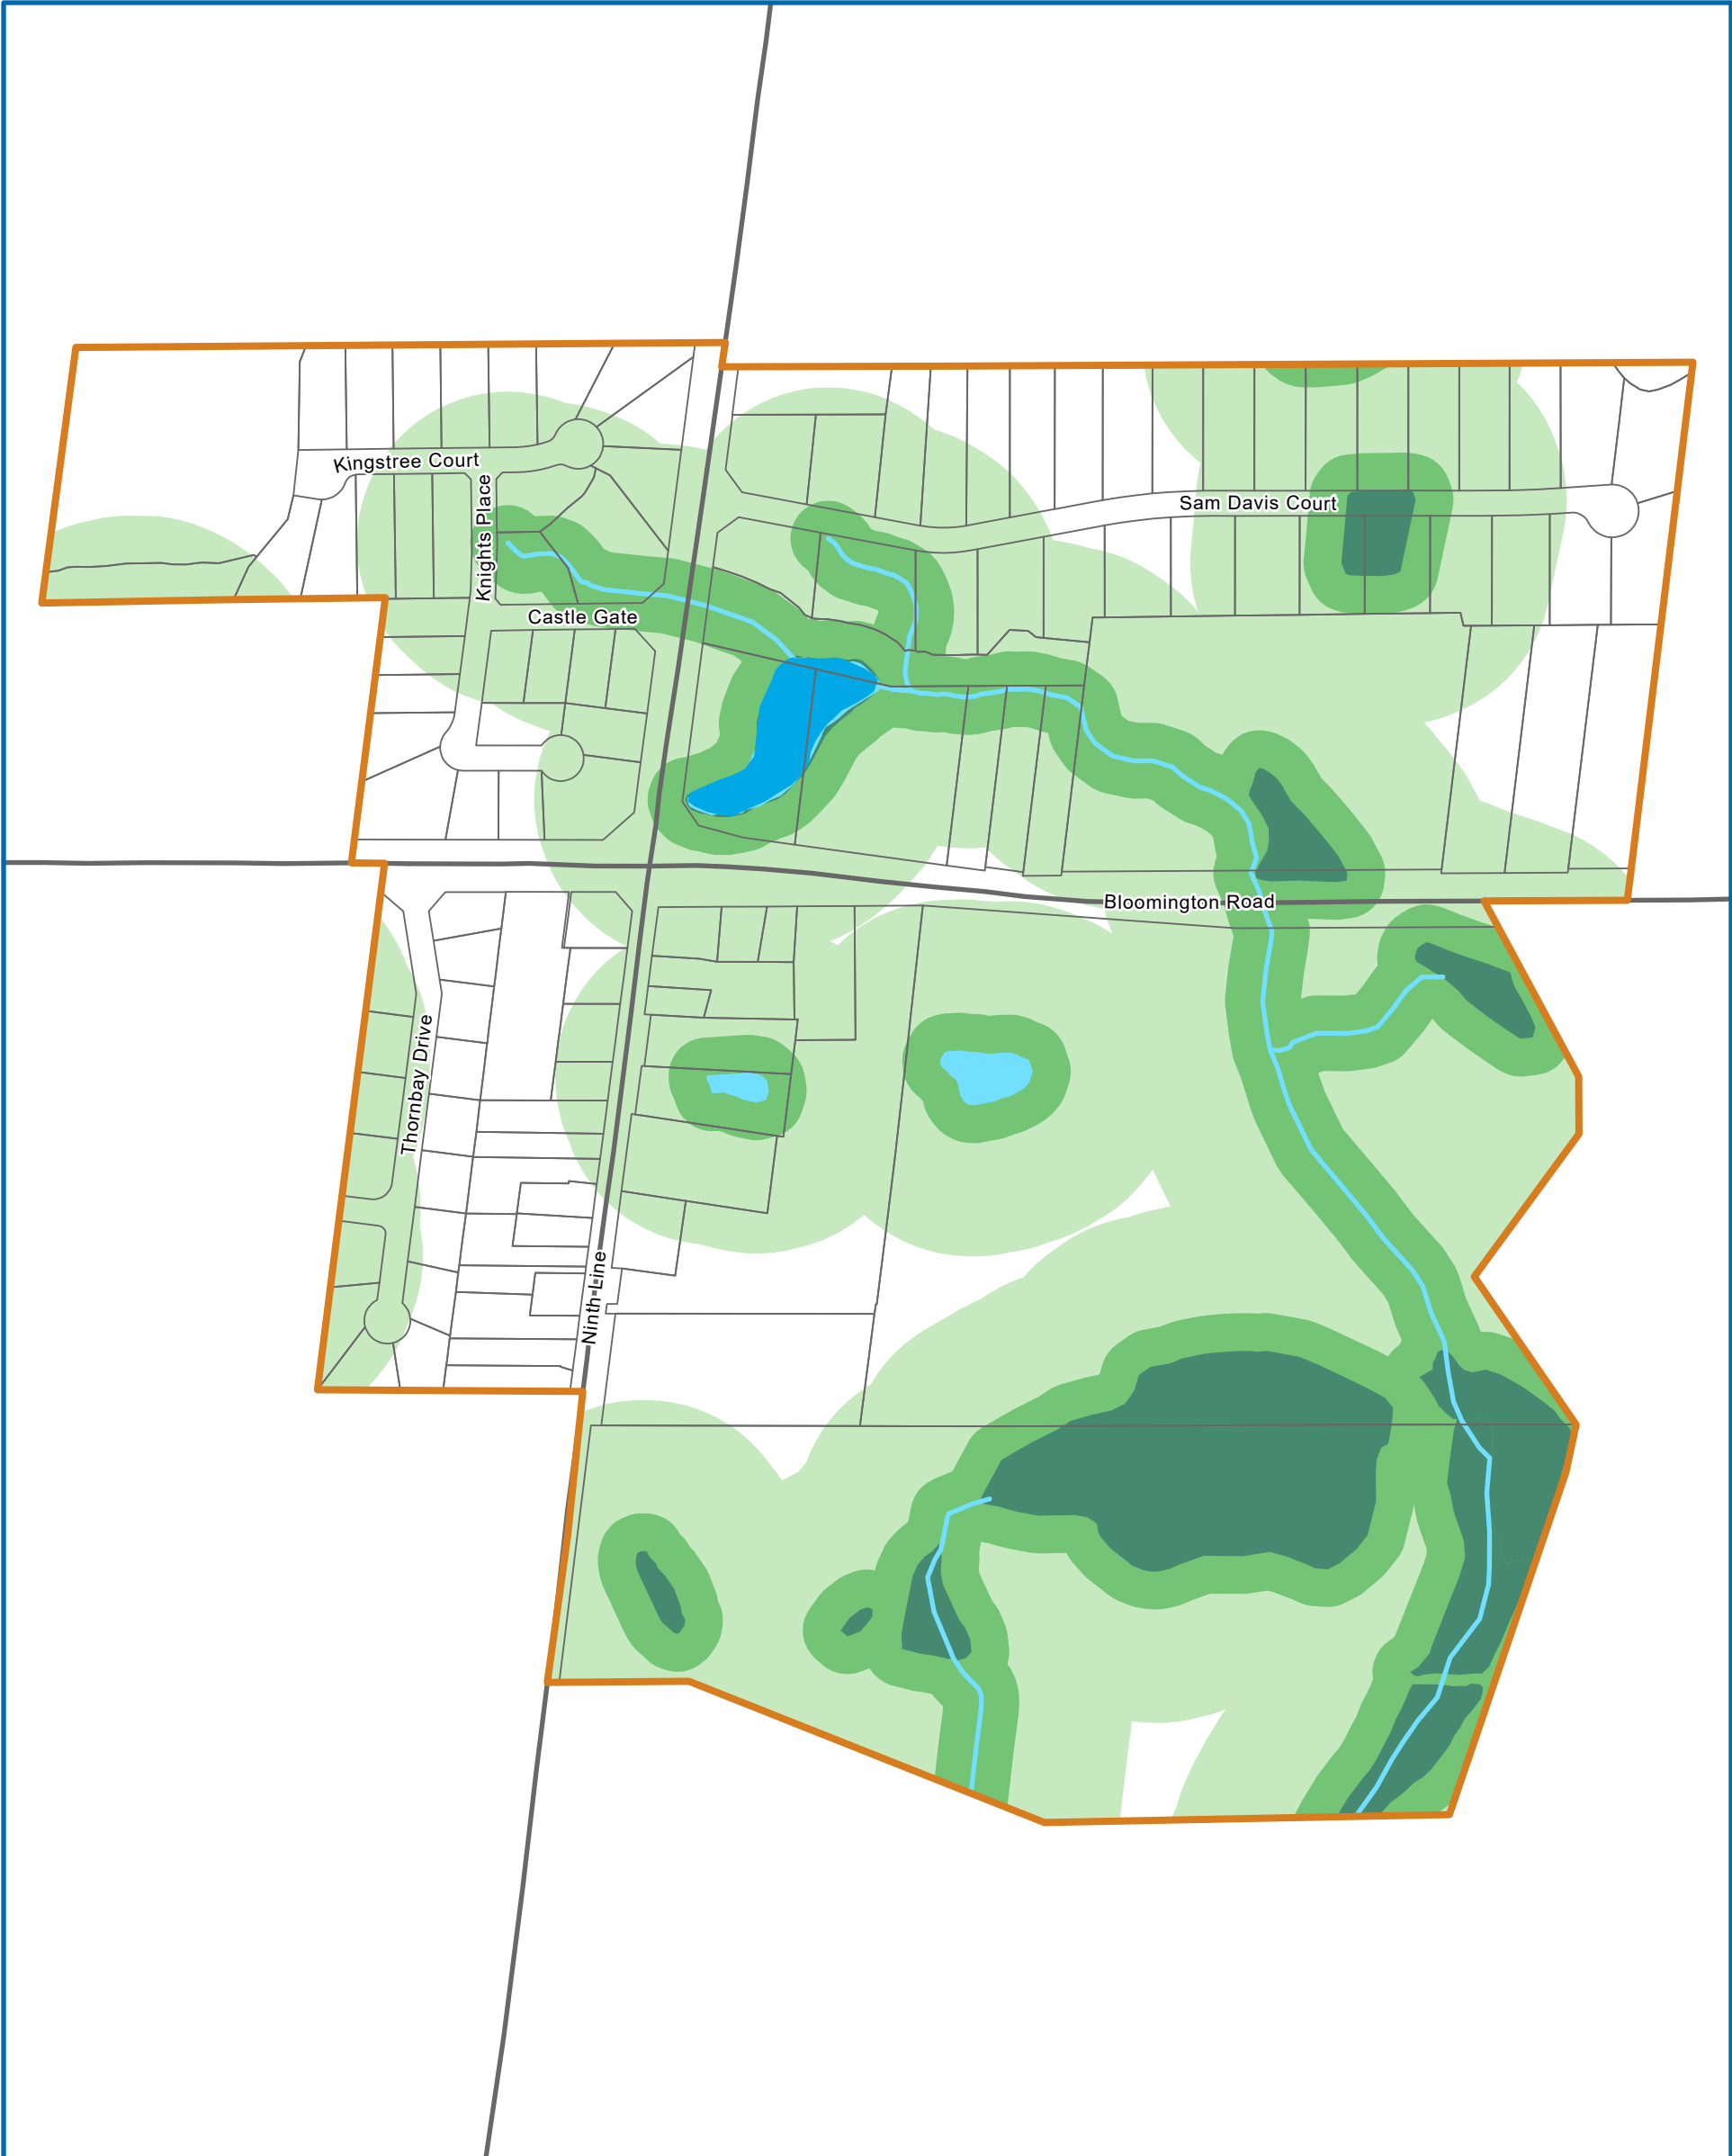 Kingstree Court
Knights Place
Sam Davis Court
Castle Gate
Bloomington Road
Thornbay Drive
Ninth Line